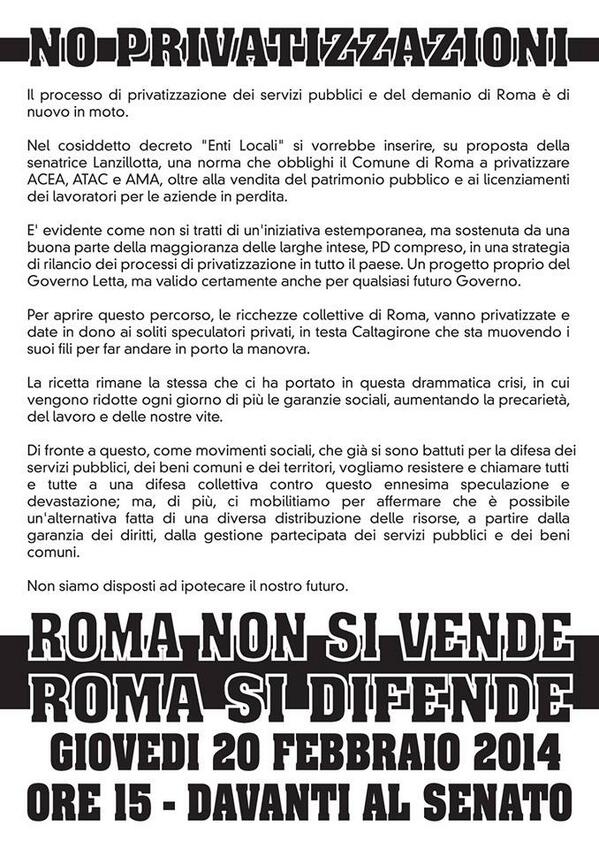 NO PRIVATIZZAZIONI
Il processo di privatizzazione dei servizi pubblici e del demanio di Roma è di
nuovo in moto.
Nel cosiddetto decreto "Enti Locali" si vorrebbe inserire, su proposta della
senatrice Lanzillotta, una norma che obblighi il Comune di Roma a privatizzare
ACEA, ATAC e AMA, oltre alla vendita del patrimonio pubblico e ai licenziamenti
dei lavoratori per le aziende in perdita.
E' evidente come non si tratti di un'iniziativa estemporanea, ma sostenuta da una
buona parte della maggioranza delle larghe intese, PD compreso, in una strategia
di rilancio dei processi di privatizzazione in tutto il paese. Un progetto proprio del
Governo Letta, ma valido certamente anche per qualsiasi futuro Governo.
Per aprire questo percorso, le ricchezze collettive di Roma, vanno privatizzate e
date in dono ai soliti speculatori privati, in testa Caltagirone che sta muovendo i
suoi fili per far andare in porto la manovra.
La ricetta rimane la stessa che ci ha portato in questa drammatica crisi, in cui
vengono ridotte ogni giorno di più le garanzie sociali, aumentando la precarietà,
del lavoro e delle nostre vite.
Di fronte a questo, come movimenti sociali, che già si sono battuti per la difesa dei
servizi pubblici, dei beni comuni e dei territori, vogliamo resistere e chiamare tutti
e tutte a una difesa collettiva contro questo ennesima speculazione e
devastazione; ma, di più, ci mobilitiamo per affermare che è possibile
un'alternativa fatta di una diversa distribuzione delle risorse, a partire dalla
garanzia dei diritti, dalla gestione partecipata dei servizi pubblici e dei beni
comuni.
Non siamo disposti ad ipotecare il nostro futuro.
ROMA NON SI VENDE
ROMA SI DIFENDE
GIOVEDI 20 FEBBRAIO 2014
ORE 15 - DAVANTI AL SENATO